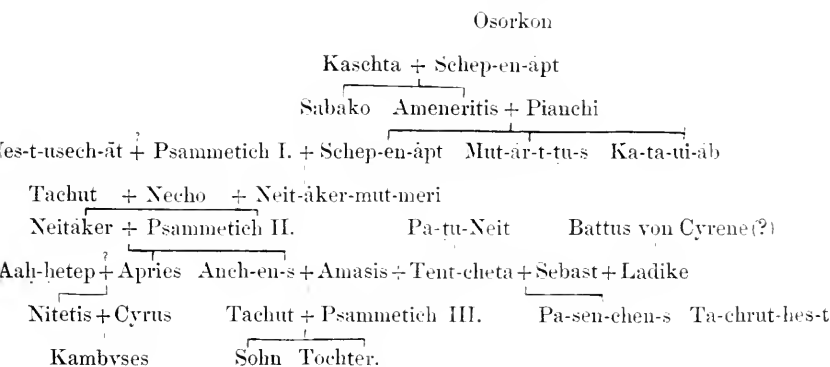 Osorkon
Kaschta + Schep-en-àpt
Sabako Ameneritis + Pianchi
es-t-usech-ât ? + Psammetich I. + Schep-en-àpt Mut-àr-t-tu-s Ka-ta-ui-àb
Tachut + Necho + Neit-àker-mut-meri
Neitàker + Psammetich II. Pa-tu-Neit Battus von Cyrene(?)
Aah-hetep ? + Apries Anch-en-s + Amasis + Tent-cheta + Sebast + Ladike
Nitetis + Cyrus Tachut + Psammetich III. Pa-sen-chen-s Ta-chrut-hes-t
Kambyses Sohn Tochter.